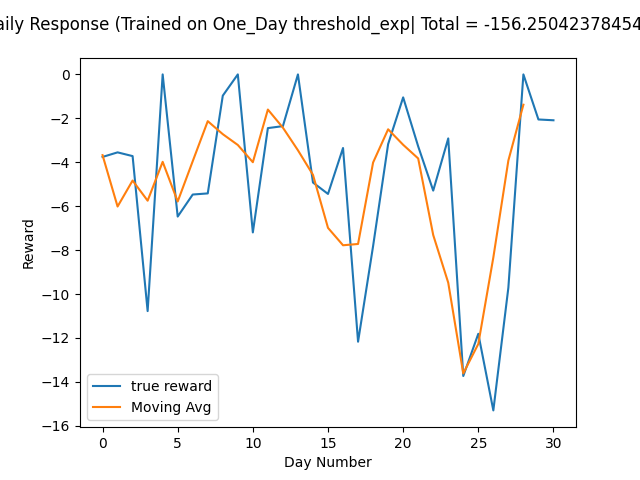 aily Response (Trained on One_Day threshold_exp| Total = -156.25042378454
0
−2
−4
−6
−8
−10
−12
−14
−16
Reward
true reward
Moving Avg
0 5 10 15 20 25 30
Day Number